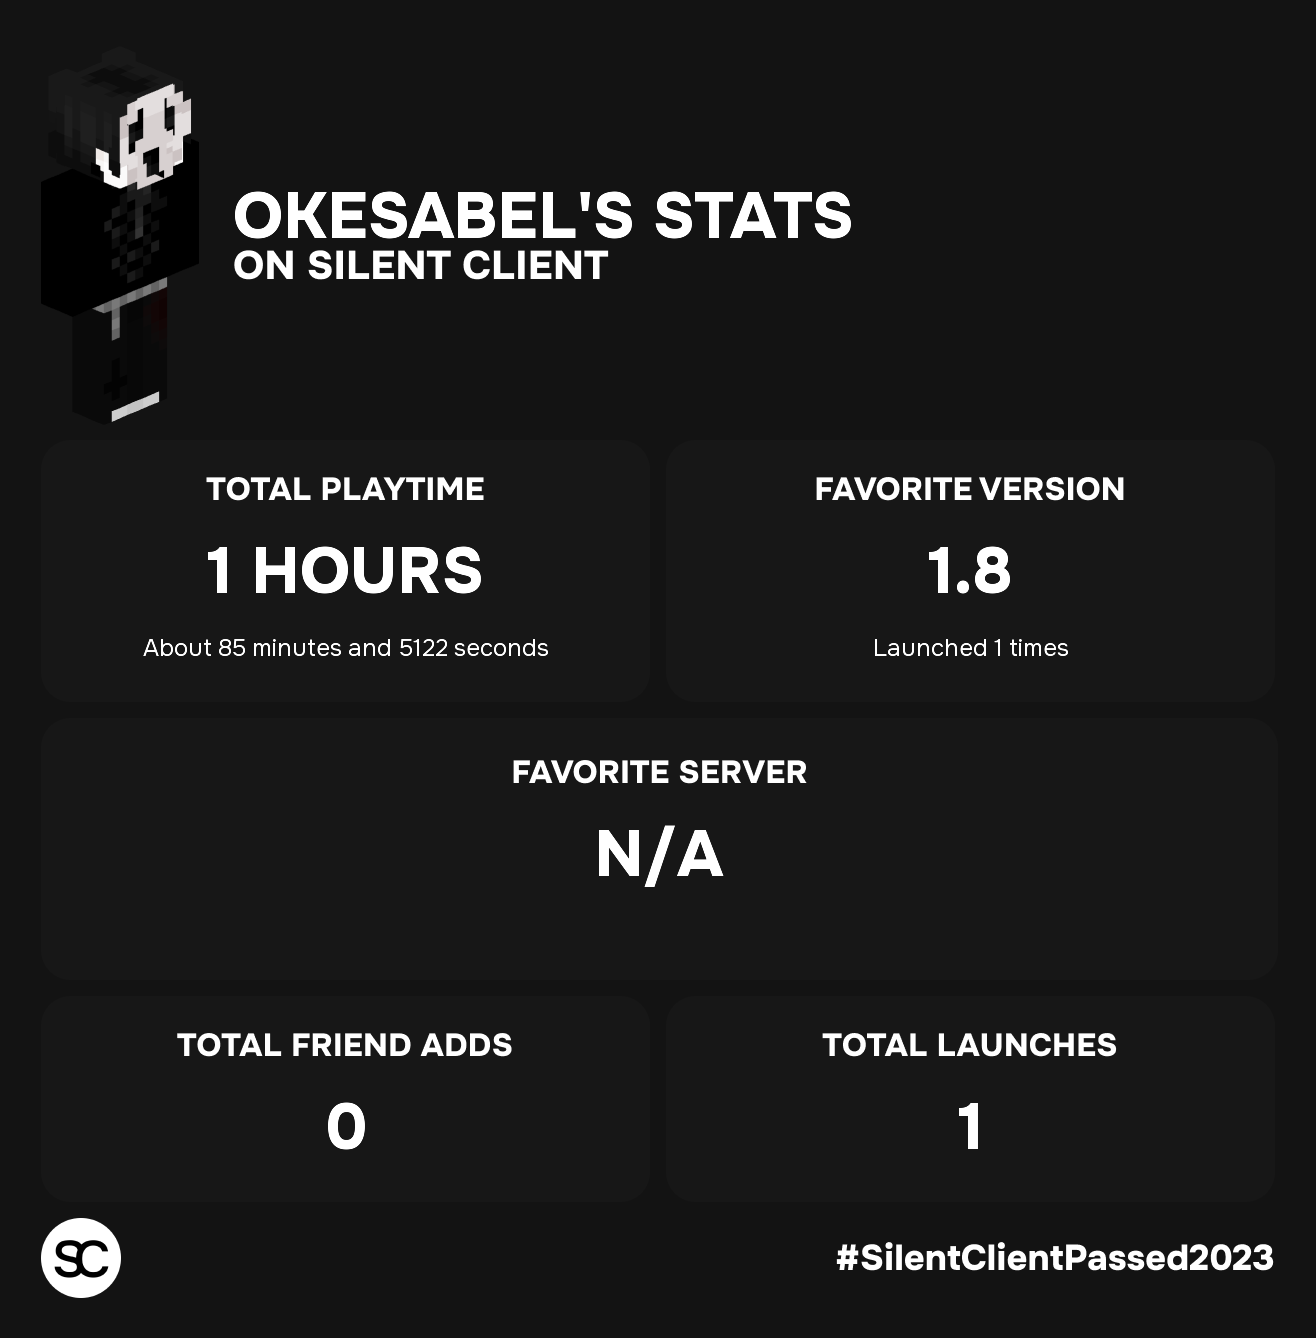 OKESABEL'S STATS
ON SILENT CLIENT
TOTAL PLAYTIME
1 HOURS
About 85 minutes and 5122 seconds
FAVORITE VERSION
1.8
Launched 1 times
FAVORITE SERVER
N/A
TOTAL FRIEND ADDS
0
TOTAL LAUNCHES
1
SC
#SilentClientPassed2023